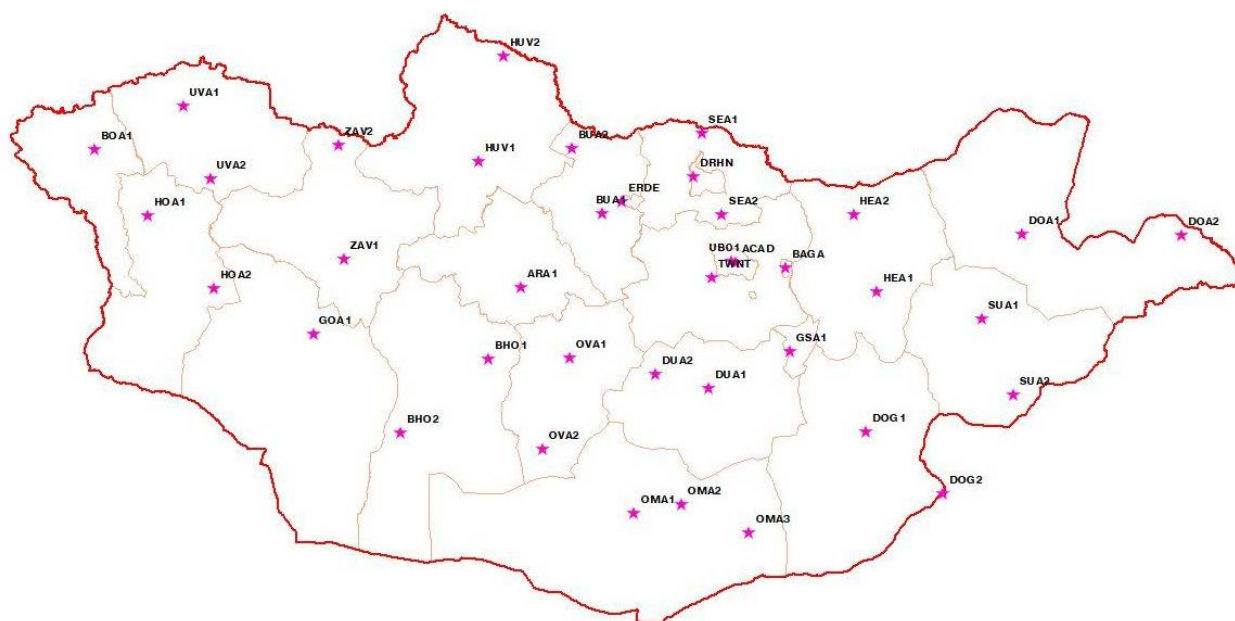 HUV2
UVA1
SEA1
ZAV2
BUA2
BOA1
HUV1
DRHN
UVA2
ERDE
BUA1
HOA1
SEA2
HEA2
DOA1
DOA2
ZAV1
UBO1 ACAD
BAGA
TWNT
HOA2
ARA1
HEA1
SUA1
GOA1
GSA1
BHO1
OVA1
DUA2
DUA1
SUA2
BHO2
DOG1
OVA2
DOG2
OMA1
OMA2
OMA3